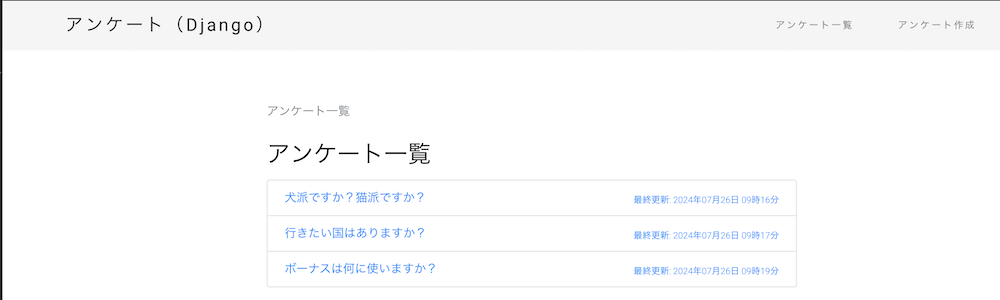 アンケート（Django） アンケート一覧 アンケート作成
アンケート一覧
アンケート一覧
犬派ですか？猫派ですか？ 最終更新: 2024年07月26日 09時16分
行きたい国はありますか？ 最終更新: 2024年07月26日 09時17分
ボーナスは何に使いますか？ 最終更新: 2024年07月26日 09時19分